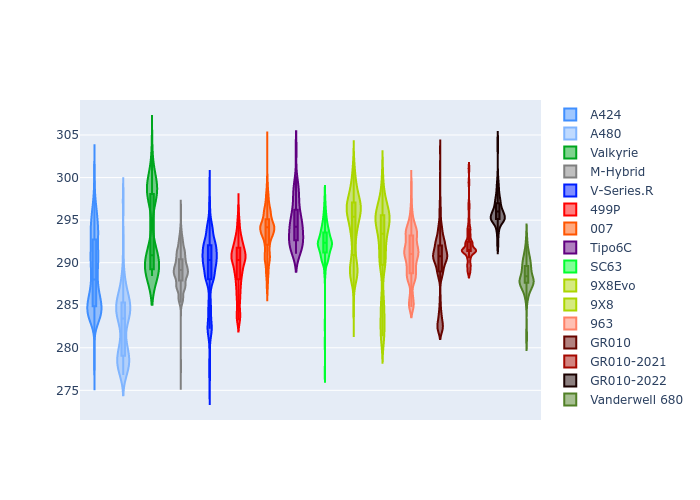 305
300
295
290
285
280
275
A424
A480
Valkyrie
M-Hybrid
V-Series.R
499P
007
Tipo6C
SC63
9X8Evo
9X8
963
GR010
GR010-2021
GR010-2022
Vanderwell 680